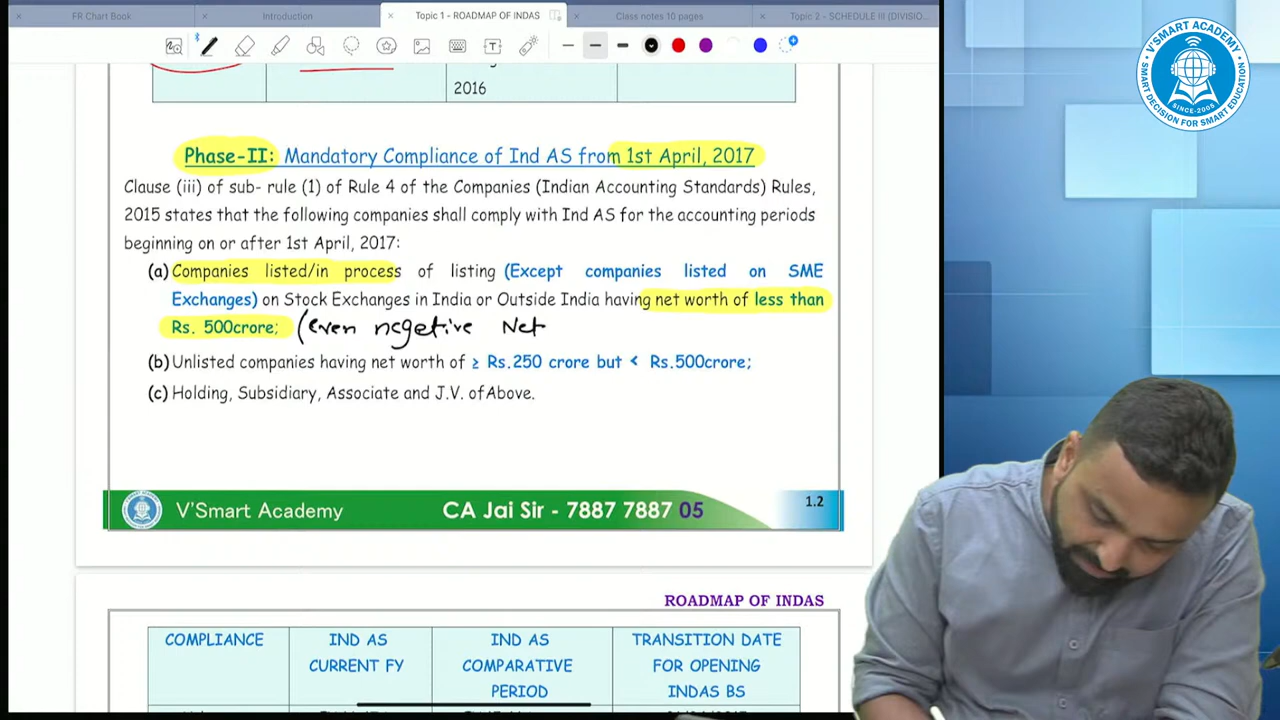 FR Chart Book
Introduction
Topic 1 - ROADMAP OF INDAS
Class notes 10 pages
Topic 2 - SCHEDULE III (DIVISIO...
V'SMART ACADEMY
SMART DECISION FOR SMART EDUCATION
SINCE-2005
2016
Phase-II: Mandatory Compliance of Ind AS from 1st April, 2017
Clause (iii) of sub- rule (1) of Rule 4 of the Companies (Indian Accounting Standards) Rules,
2015 states that the following companies shall comply with Ind AS for the accounting periods
beginning on or after 1st April, 2017:
(a) Companies listed/in process of listing (Except companies listed on SME
Exchanges) on Stock Exchanges in India or Outside India having net worth of less than
Rs. 500crore; (even negetive Net
(b) Unlisted companies having net worth of ≥ Rs.250 crore but < Rs.500crore;
(c) Holding, Subsidiary, Associate and J.V. ofAbove.
V'Smart Academy CA Jai Sir - 7887 7887 05
1.2
ROADMAP OF INDAS
COMPLIANCE IND AS IND AS TRANSITION DATE
CURRENT FY COMPARATIVE FOR OPENING
PERIOD INDAS BS